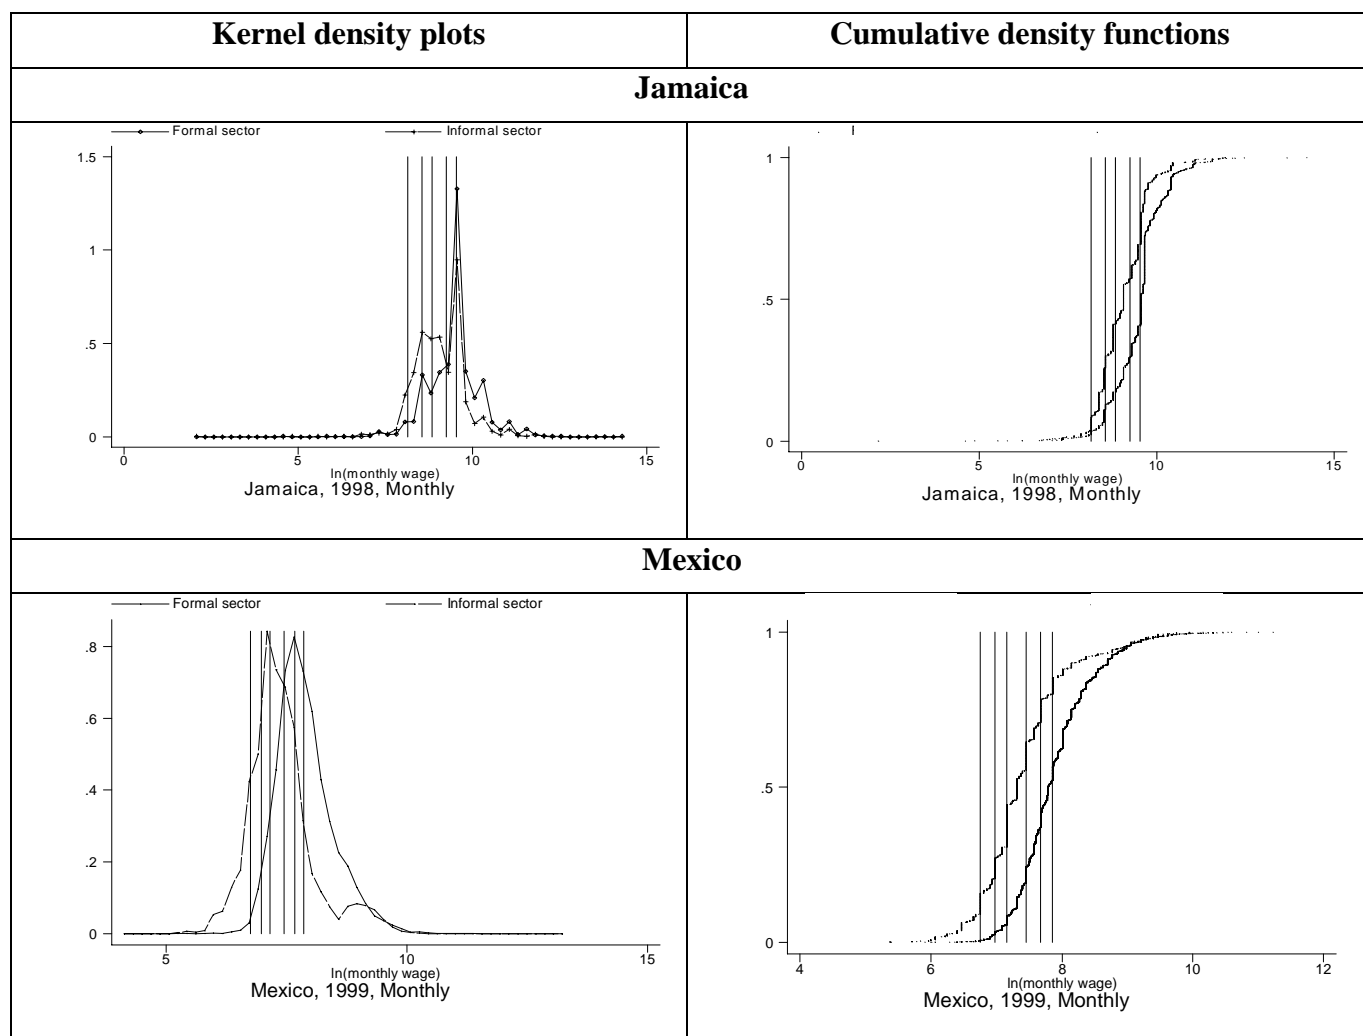 Kernel density plots
Cumulative density functions
Jamaica
Formal sector
Informal sector
1.5
1
.5
0
0
5
10
15
ln(monthly wage)
Jamaica, 1998, Monthly
1
.5
0
0
5
10
15
ln(monthly wage)
Jamaica, 1998, Monthly
Mexico
Formal sector
Informal sector
.8
.6
.4
.2
0
5
10
15
ln(monthly wage)
Mexico, 1999, Monthly
1
.5
0
4
6
8
10
12
ln(monthly wage)
Mexico, 1999, Monthly